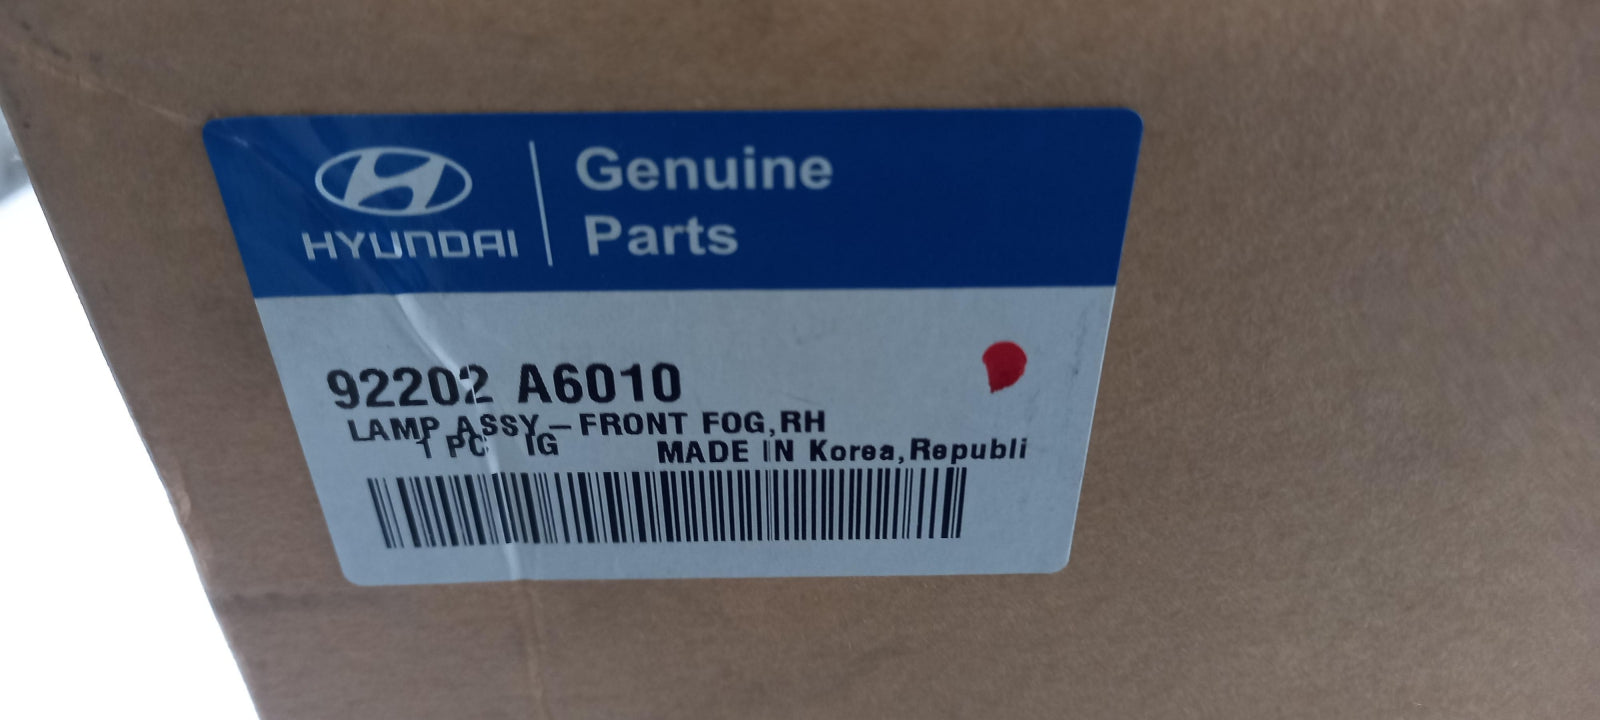 HYUNDAI
Genuine
Parts
92202 A6010
LAMP ASSY-FRONT FOG,RH
1 PC IG MADE IN Korea,Republi